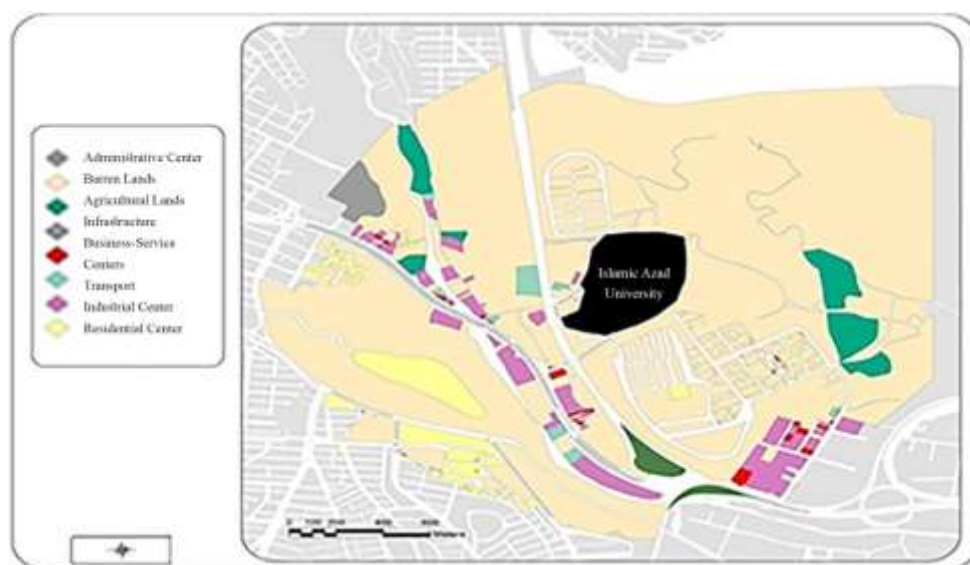 Administrative Center
Barren Lands
Agricultural Lands
Infrastructure
Business-Service
Centers
Transport
Industrial Center
Residential Center
Islamic Azad
University
0
Meters